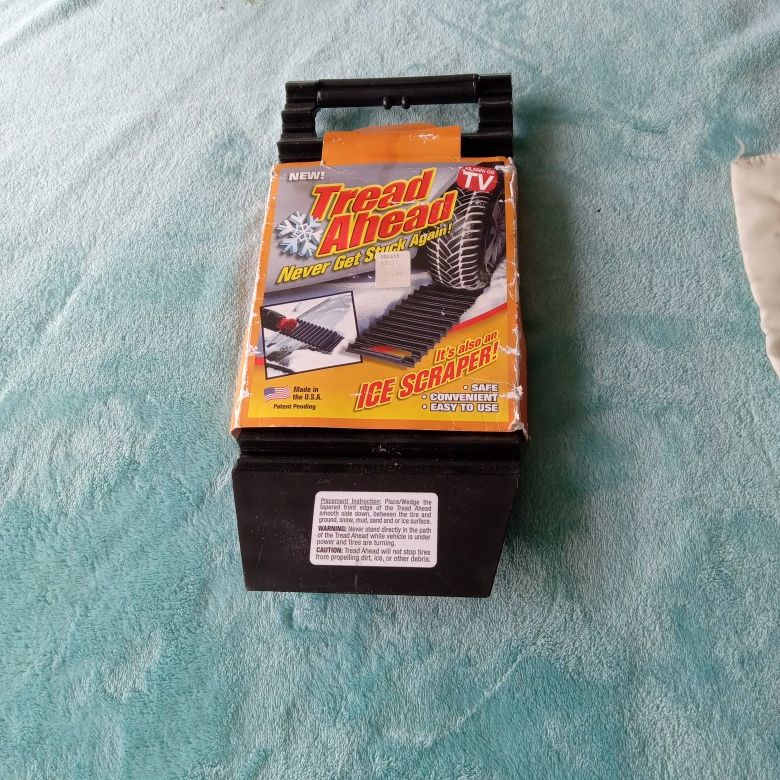 NEW!
AS SEEN ON
TV
Tread
Ahead
Never Get Stuck Again!
It's also an
ICE SCRAPER!
Made in
the U.S.A.
Patent Pending
• SAFE
• CONVENIENT
• EASY TO USE
Placement Instruction: Place/Wedge the
tapered front edge of the Tread Ahead
smooth side down, between the tire and
ground, snow, mud, sand and or ice surface.
WARNING: Never stand directly in the path
of the Tread Ahead while vehicle is under
power and tires are turning.
CAUTION: Tread Ahead will not stop tires
from propelling dirt, ice, or other debris.